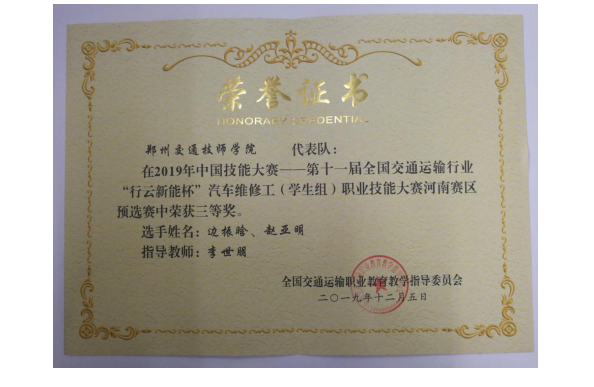 荣誉证书
HONORARY CREDENTIAL
郑州交通技师学院 代表队：
在2019年中国技能大赛——第十一届全国交通运输行业
“行云新能杯”汽车维修工（学生组）职业技能大赛河南赛区
预选赛中荣获三等奖。
选手姓名：边振晗、赵亚明
指导教师：李世朋
全国交通运输职业教育教学指导委员会
二〇一九年十二月五日